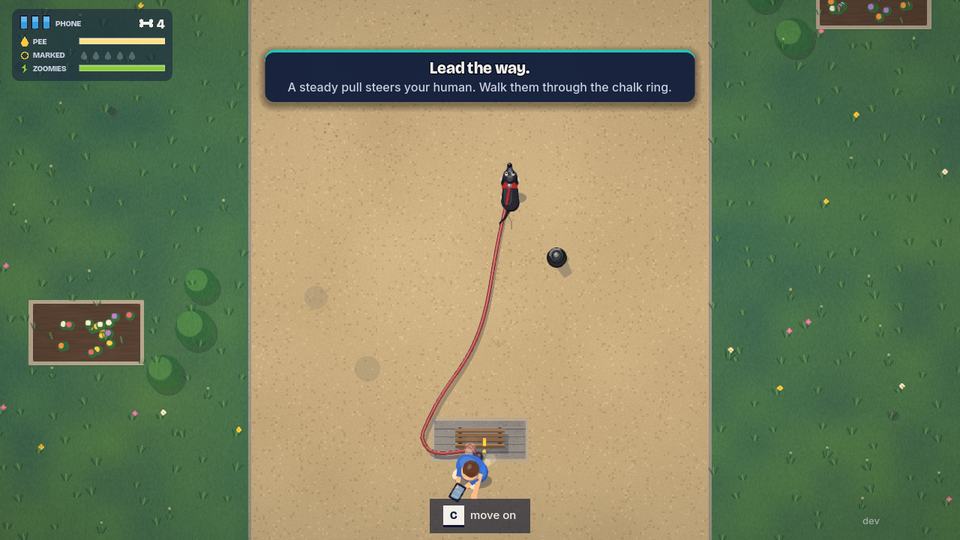 PHONE 4
PEE
MARKED
ZOOMIES
Lead the way.
A steady pull steers your human. Walk them through the chalk ring.
C move on
dev